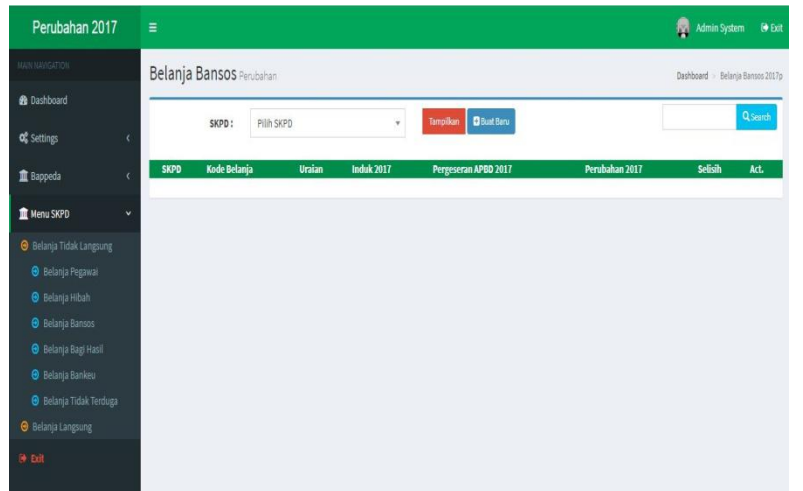 Perubahan 2017
Admin System Exit
MAIN NAVIGATION
Dashboard
Settings
Bappeda
Menu SKPD
Belanja Tidak Langsung
Belanja Pegawai
Belanja Hibah
Belanja Bansos
Belanja Bagi Hasil
Belanja Bankeu
Belanja Tidak Terduga
Belanja Langsung
Exit
Belanja Bansos Perubahan
Dashboard > Belanja Bansos 2017p
SKPD : Pilih SKPD Tampilkan Buat Baru Search
SKPD Kode Belanja Uraian Induk 2017 Pergeseran APBD 2017 Perubahan 2017 Selisih Act.